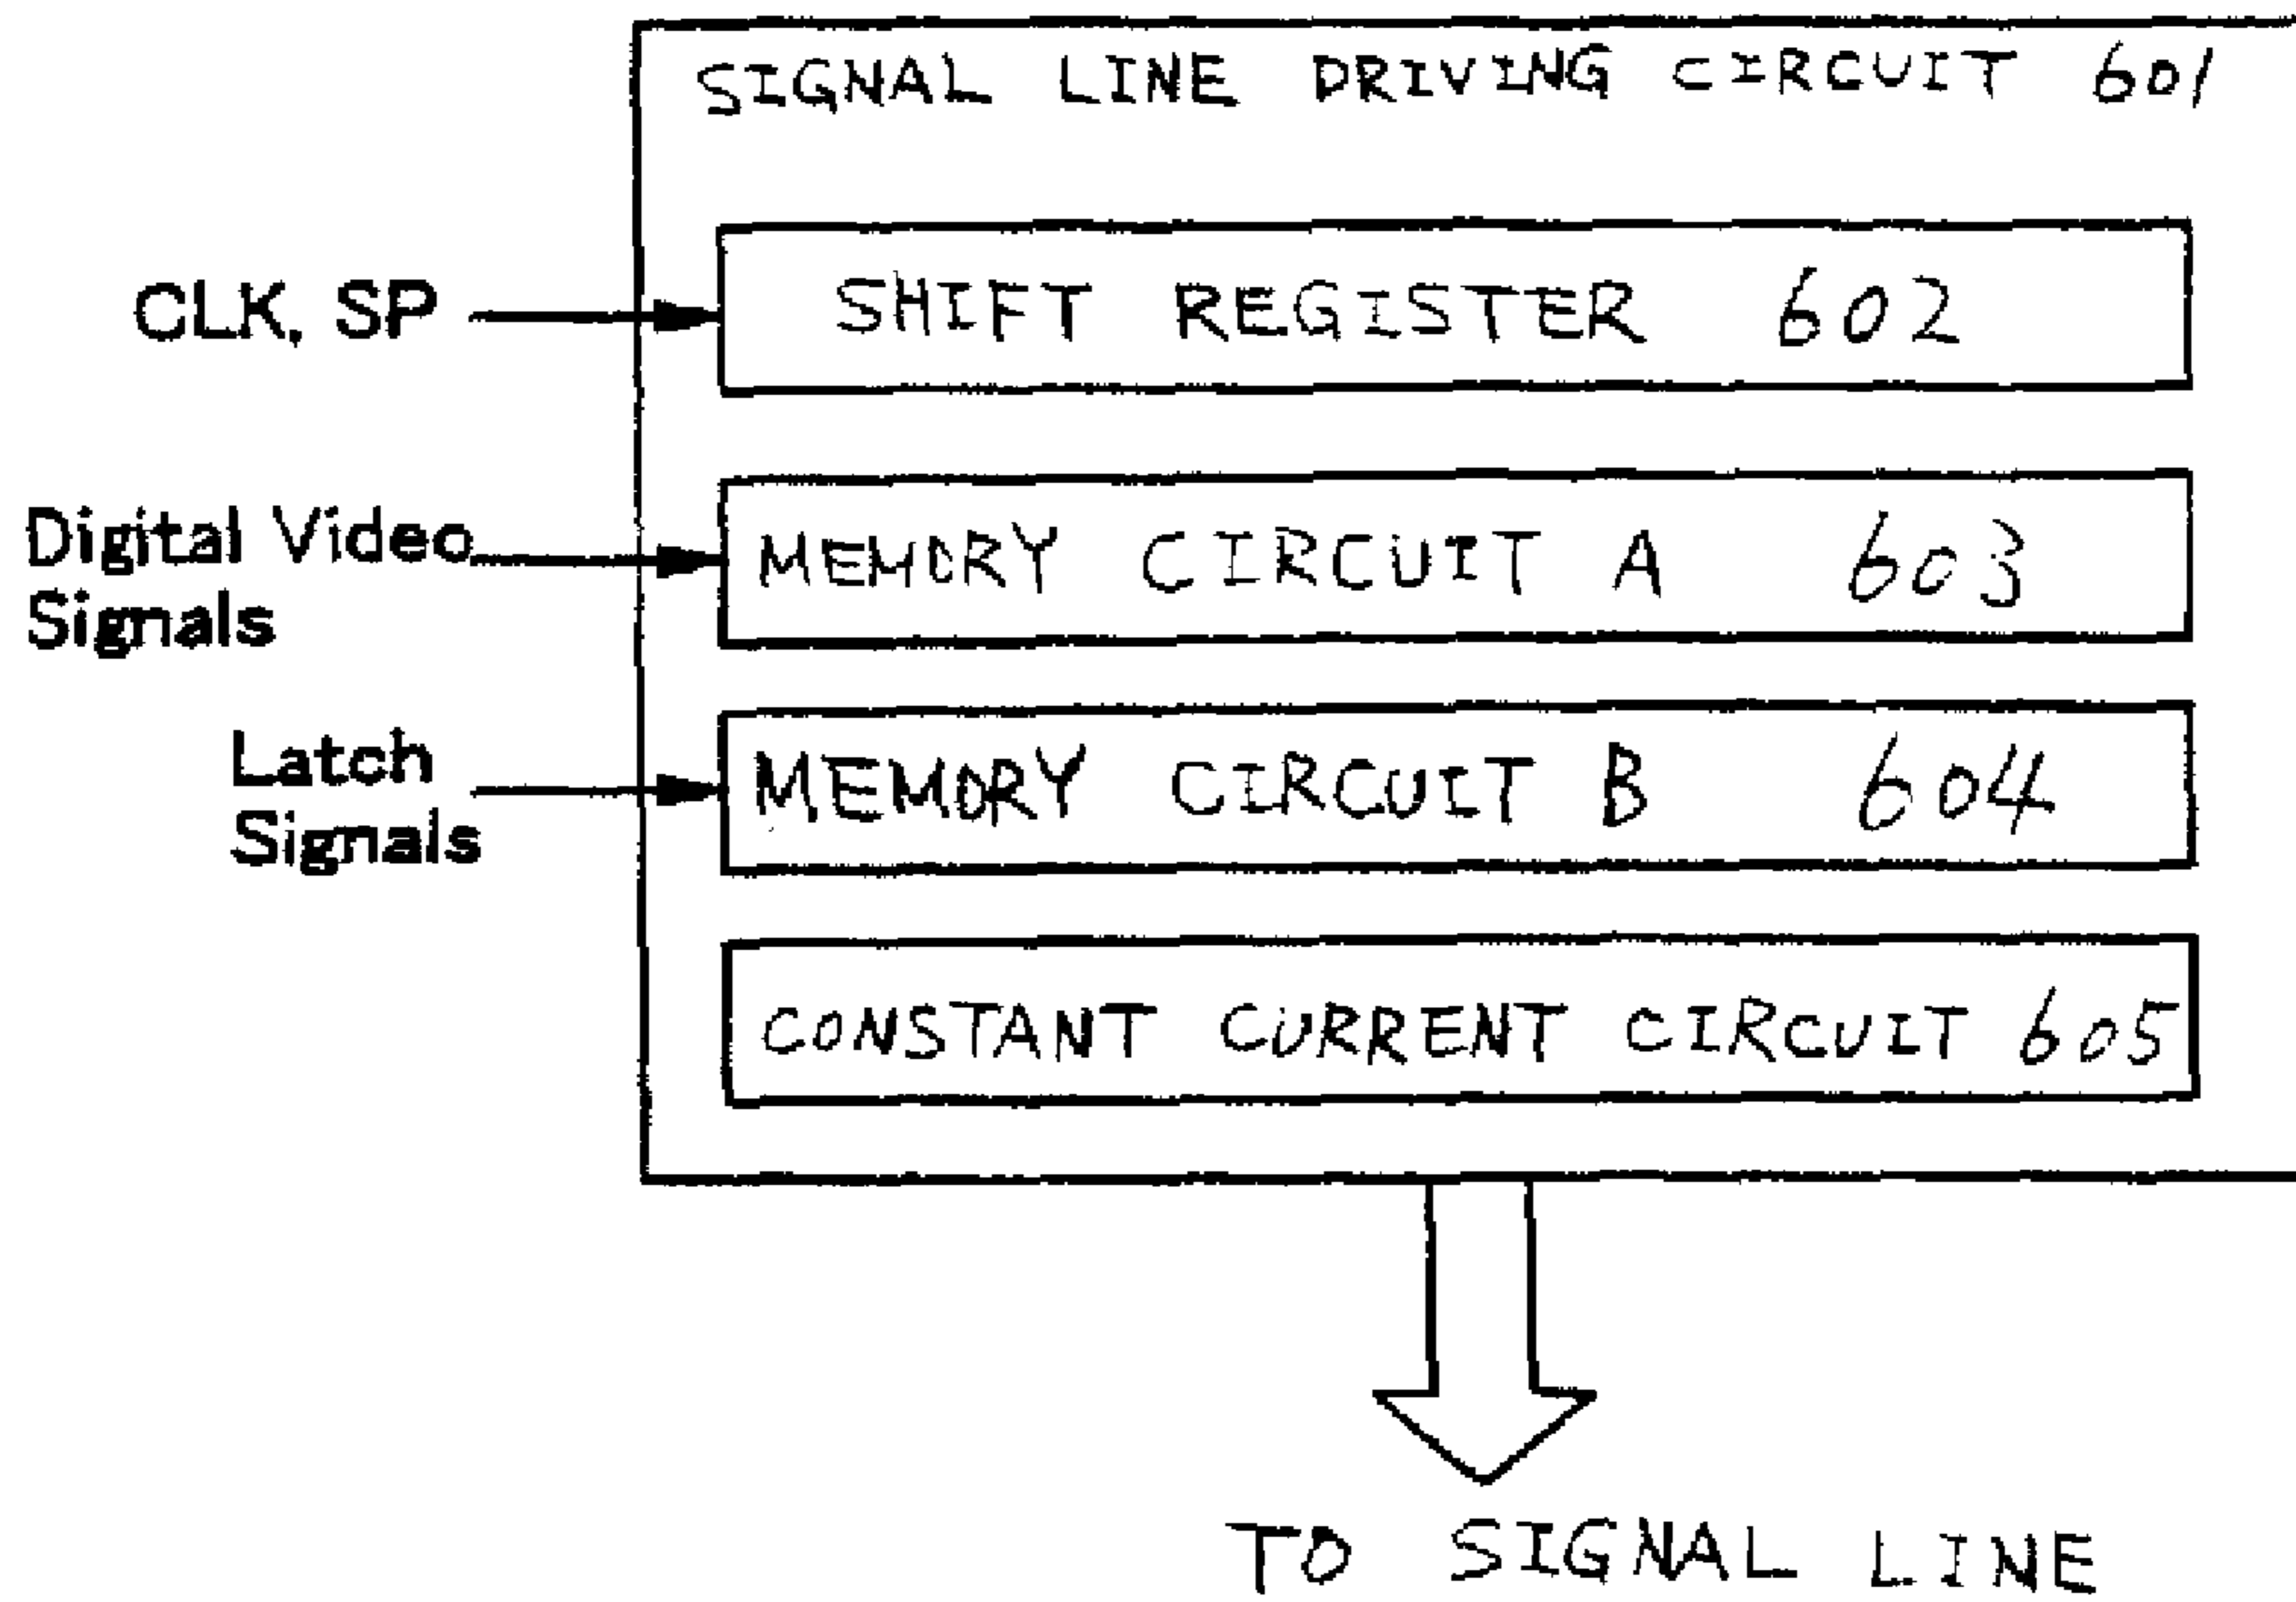 SIGNAL LINE DRIVING CIRCUIT 601
CLK, SP
SHIFT REGISTER 602
Digital Video
Signals
MEMORY CIRCUIT A 603
Latch
Signals
MEMORY CIRCUIT B 604
CONSTANT CURRENT CIRCUIT 605
TO SIGNAL LINE